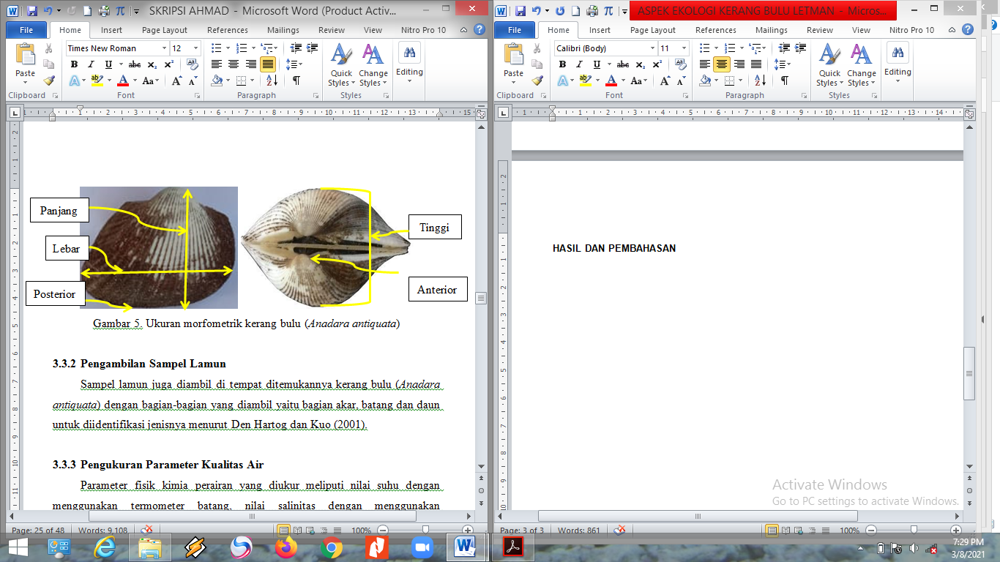 SKRIPSI AHMAD - Microsoft Word (Product Activ...
File Home Insert Page Layout References Mailings Review View Nitro Pro 10
Times New Roman 12
Paste
B I U abc x₂ x²
Quick Styles
Change Styles
Editing
Clipboard Font Paragraph Styles
Panjang
Lebar
Posterior
Tinggi
Anterior
Gambar 5. Ukuran morfometrik kerang bulu (Anadara antiquata)
3.3.2 Pengambilan Sampel Lamun
Sampel lamun juga diambil di tempat ditemukannya kerang bulu (Anadara
antiquata) dengan bagian-bagian yang diambil yaitu bagian akar, batang dan daun
untuk diidentifikasi jenisnya menurut Den Hartog dan Kuo (2001).
3.3.3 Pengukuran Parameter Kualitas Air
Parameter fisik kimia perairan yang diukur meliputi nilai suhu dengan
menggunakan termometer batang, nilai salinitas dengan menggunakan
Page: 25 of 48 Words: 9,108 100%
ASPEK EKOLOGI KERANG BULU LETMAN - Micros...
File Home Insert Page Layout References Mailings Review View Nitro Pro 10
Calibri (Body) 11
Paste
B I U abc x₂ x²
Quick Styles
Change Styles
Editing
Clipboard Font Paragraph Styles
HASIL DAN PEMBAHASAN
Activate Windows
Go to PC settings to activate Windows.
Page: 3 of 3 Words: 861 100%
7:29 PM
3/8/2021